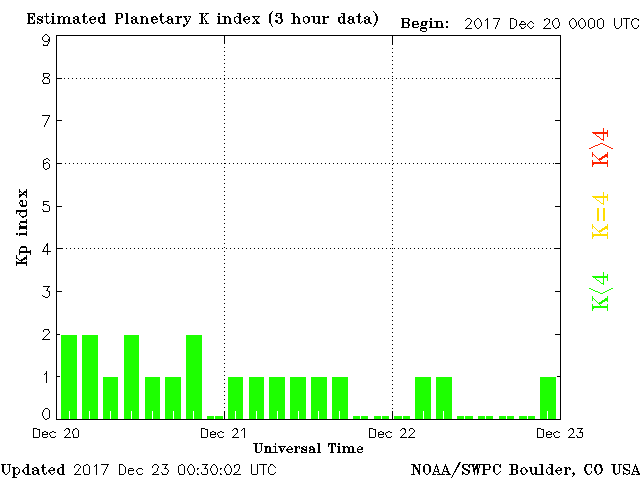 Estimated Planetary K index (3 hour data) Begin: 2017 Dec 20 0000 UTC
9
8
7
6
5
4
3
2
1
0
Kp index
K>4
K=4
K<4
Dec 20 Dec 21 Dec 22 Dec 23
Universal Time
Updated 2017 Dec 23 00:30:02 UTC NOAA/SWPC Boulder, CO USA